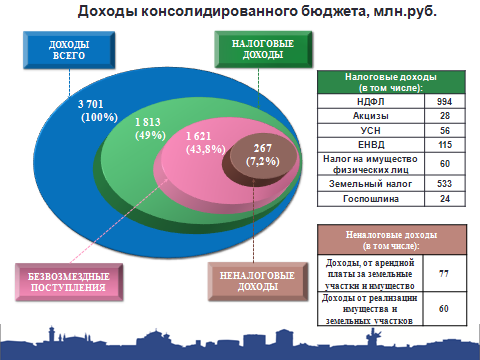 Доходы консолидированного бюджета, млн.руб.
ДОХОДЫ
ВСЕГО
НАЛОГОВЫЕ
ДОХОДЫ
3 701
(100%)
1 813
(49%)
1 621
(43,8%)
267
(7,2%)
БЕЗВОЗМЕЗДНЫЕ
ПОСТУПЛЕНИЯ
НЕНАЛОГОВЫЕ
ДОХОДЫ
Налоговые доходы
(в том числе):
НДФЛ 994
Акцизы 28
УСН 56
ЕНВД 115
Налог на имущество
физических лиц 60
Земельный налог 533
Госпошлина 24
Неналоговые доходы
(в том числе):
Доходы, от арендной
платы за земельные
участки и имущество 77
Доходы от реализации
имущества и
земельных участков 60